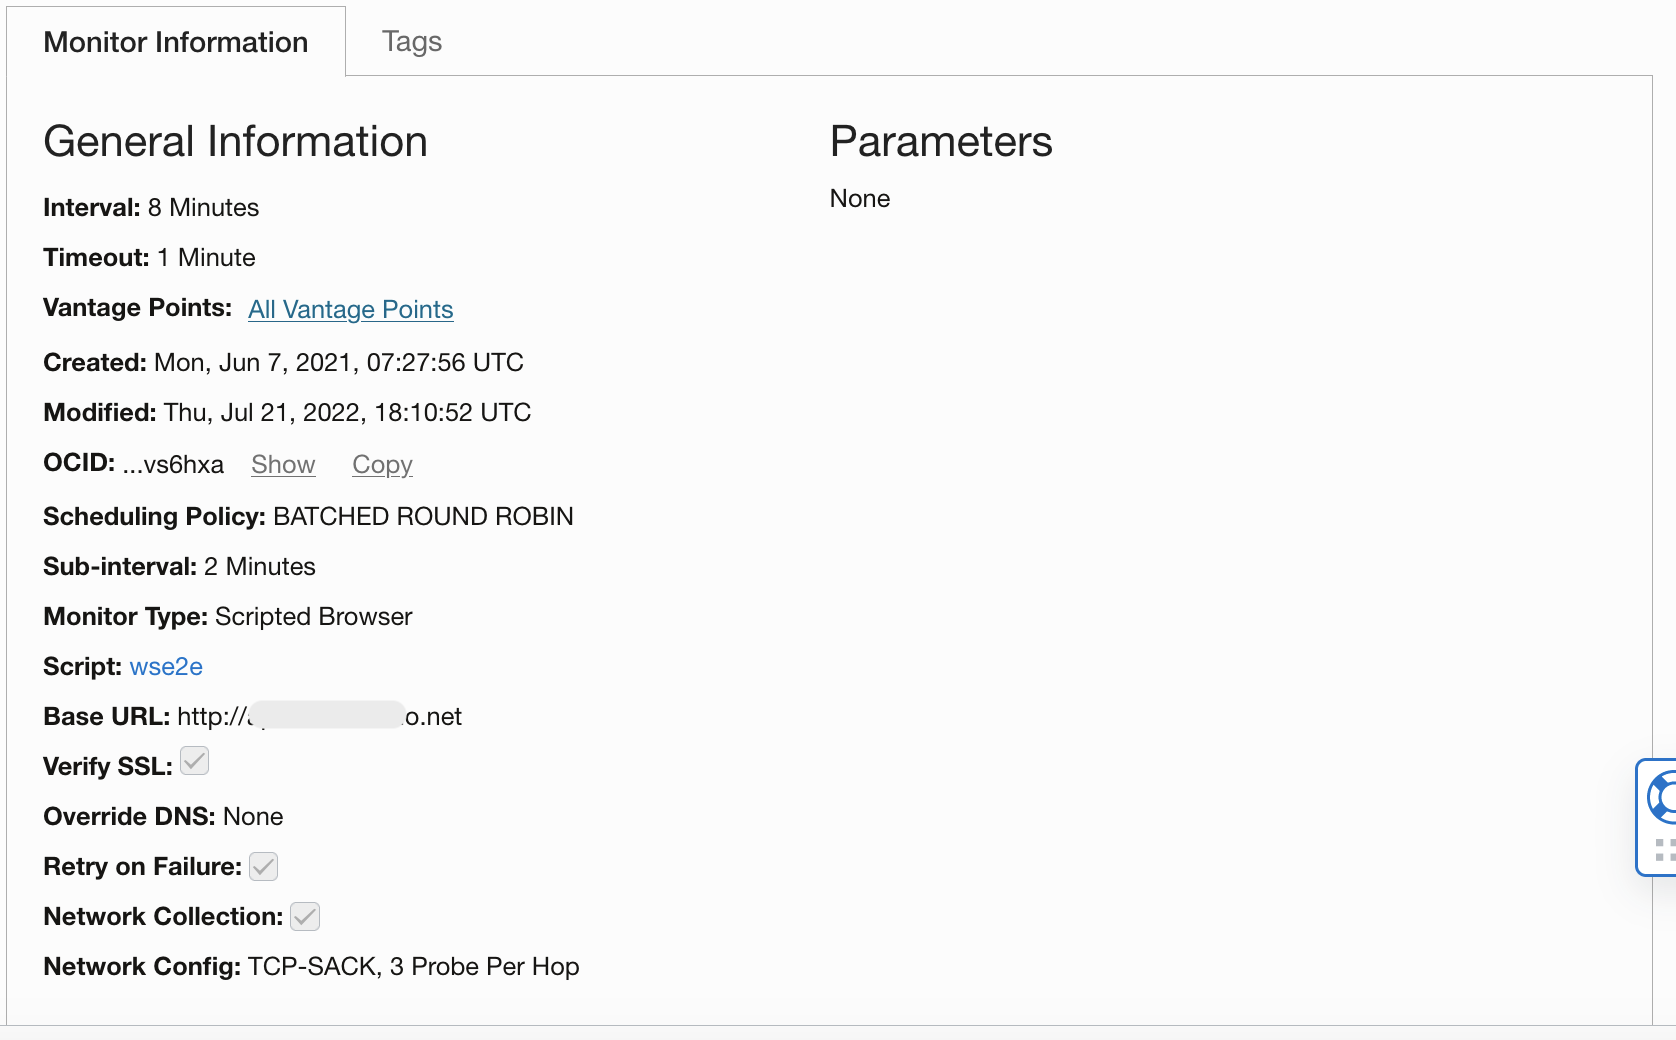 Monitor Information
Tags
General Information
Interval: 8 Minutes
Timeout: 1 Minute
Vantage Points: All Vantage Points
Created: Mon, Jun 7, 2021, 07:27:56 UTC
Modified: Thu, Jul 21, 2022, 18:10:52 UTC
OCID: ...vs6hxa Show Copy
Scheduling Policy: BATCHED ROUND ROBIN
Sub-interval: 2 Minutes
Monitor Type: Scripted Browser
Script: wse2e
Base URL: http:// o.net
Verify SSL:
Override DNS: None
Retry on Failure:
Network Collection:
Network Config: TCP-SACK, 3 Probe Per Hop
Parameters
None